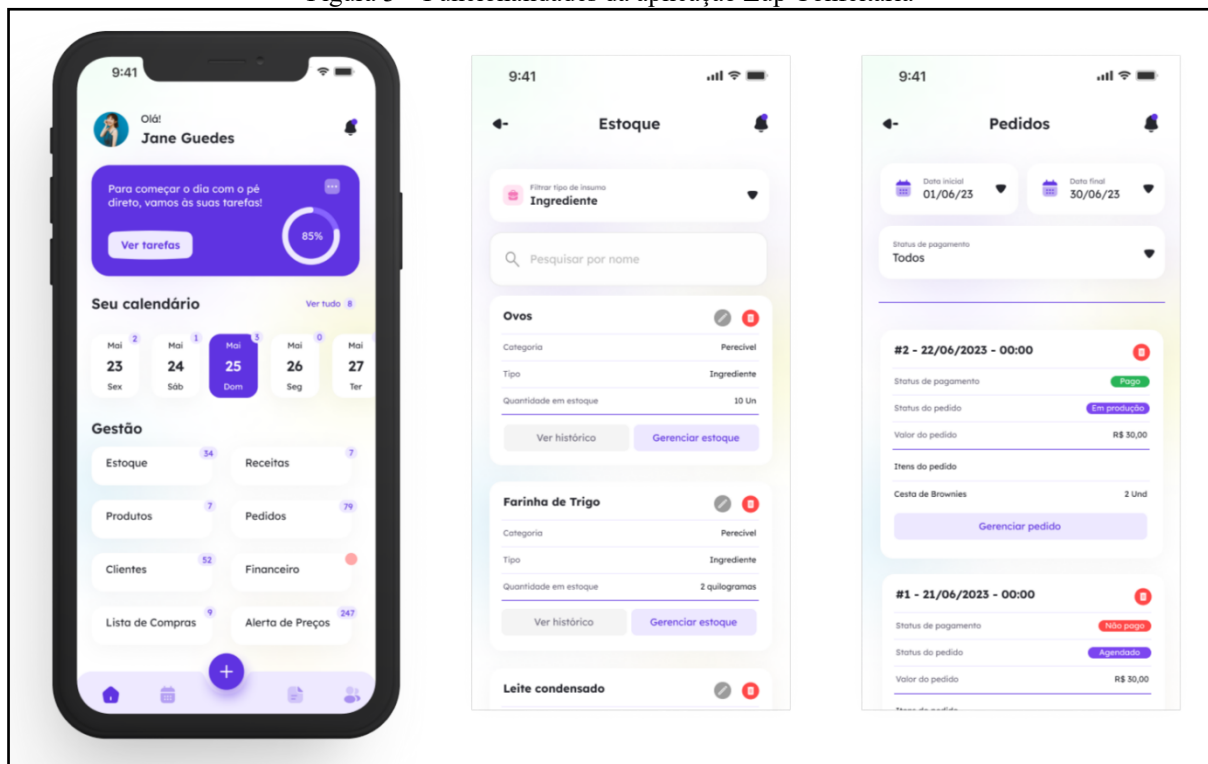 9:41
Olá!
Jane Guedes
Para começar o dia com o pé
direto, vamos às suas tarefas!
Ver tarefas
85%
Seu calendário
Ver tudo 8
Mai 2
23
Sex
Mai 1
24
Sáb
Mai 3
25
Dom
Mai 0
26
Seg
Mai
27
Ter
Gestão
Estoque 34
Receitas 7
Produtos 7
Pedidos 79
Clientes 52
Financeiro
Lista de Compras 9
Alerta de Preços 247
+
9:41
Estoque
Filtrar tipo de insumo
Ingrediente
Pesquisar por nome
Ovos
Categoria Perecível
Tipo Ingrediente
Quantidade em estoque 10 Un
Ver histórico Gerenciar estoque
Farinha de Trigo
Categoria Perecível
Tipo Ingrediente
Quantidade em estoque 2 quilogramas
Ver histórico Gerenciar estoque
Leite condensado
9:41
Pedidos
Data inicial
01/06/23
Data final
30/06/23
Status de pagamento
Todos
#2 - 22/06/2023 - 00:00
Status de pagamento Pago
Status do pedido Em produção
Valor do pedido R$ 30,00
Itens do pedido
Cesta de Brownies 2 Und
Gerenciar pedido
#1 - 21/06/2023 - 00:00
Status de pagamento Não pago
Status do pedido Agendado
Valor do pedido R$ 30,00